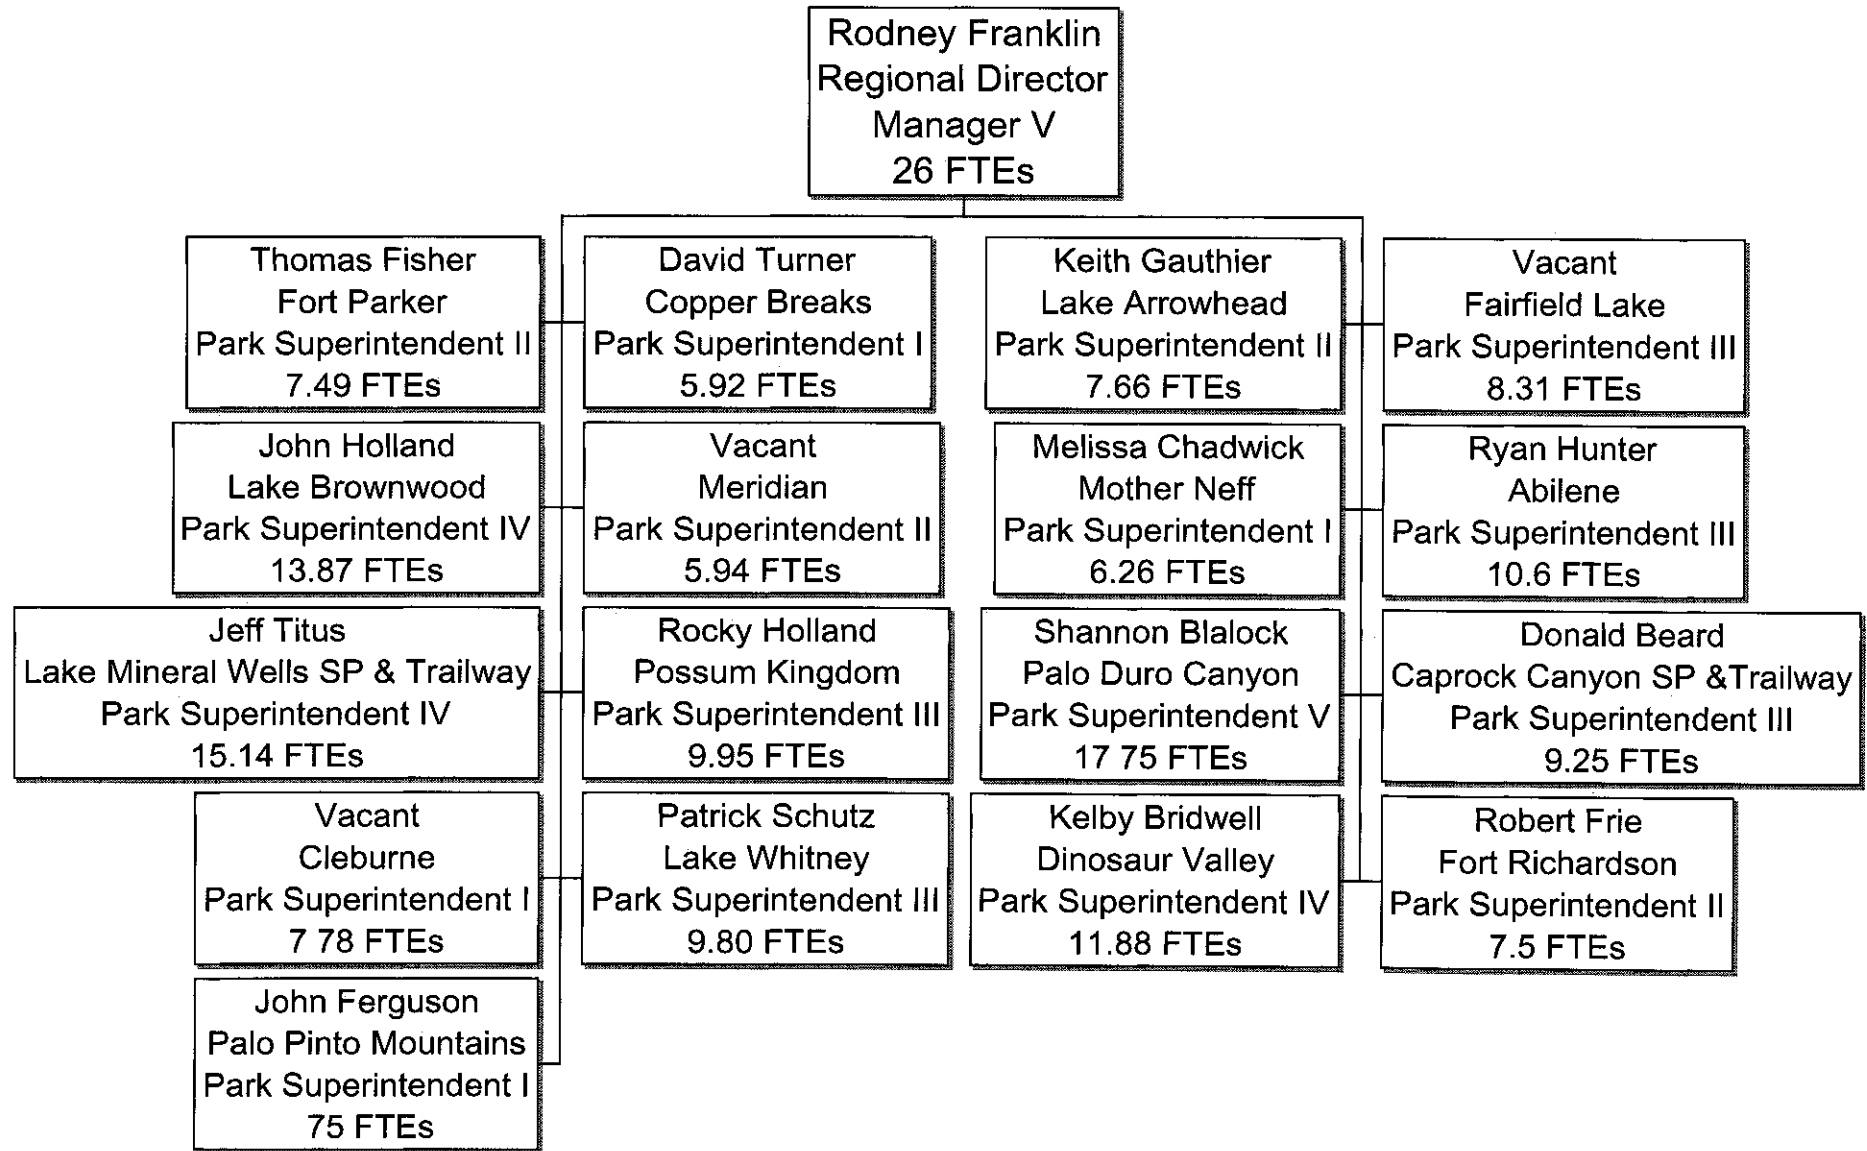 Rodney Franklin
Regional Director
Manager V
26 FTEs
Thomas Fisher
Fort Parker
Park Superintendent II
7.49 FTEs
David Turner
Copper Breaks
Park Superintendent I
5.92 FTEs
Keith Gauthier
Lake Arrowhead
Park Superintendent II
7.66 FTEs
Vacant
Fairfield Lake
Park Superintendent III
8.31 FTEs
John Holland
Lake Brownwood
Park Superintendent IV
13.87 FTEs
Vacant
Meridian
Park Superintendent II
5.94 FTEs
Melissa Chadwick
Mother Neff
Park Superintendent I
6.26 FTEs
Ryan Hunter
Abilene
Park Superintendent III
10.6 FTEs
Jeff Titus
Lake Mineral Wells SP & Trailway
Park Superintendent IV
15.14 FTEs
Rocky Holland
Possum Kingdom
Park Superintendent III
9.95 FTEs
Shannon Blalock
Palo Duro Canyon
Park Superintendent V
17 75 FTEs
Donald Beard
Caprock Canyon SP &Trailway
Park Superintendent III
9.25 FTEs
Vacant
Cleburne
Park Superintendent I
7 78 FTEs
Patrick Schutz
Lake Whitney
Park Superintendent III
9.80 FTEs
Kelby Bridwell
Dinosaur Valley
Park Superintendent IV
11.88 FTEs
Robert Frie
Fort Richardson
Park Superintendent II
7.5 FTEs
John Ferguson
Palo Pinto Mountains
Park Superintendent I
75 FTEs